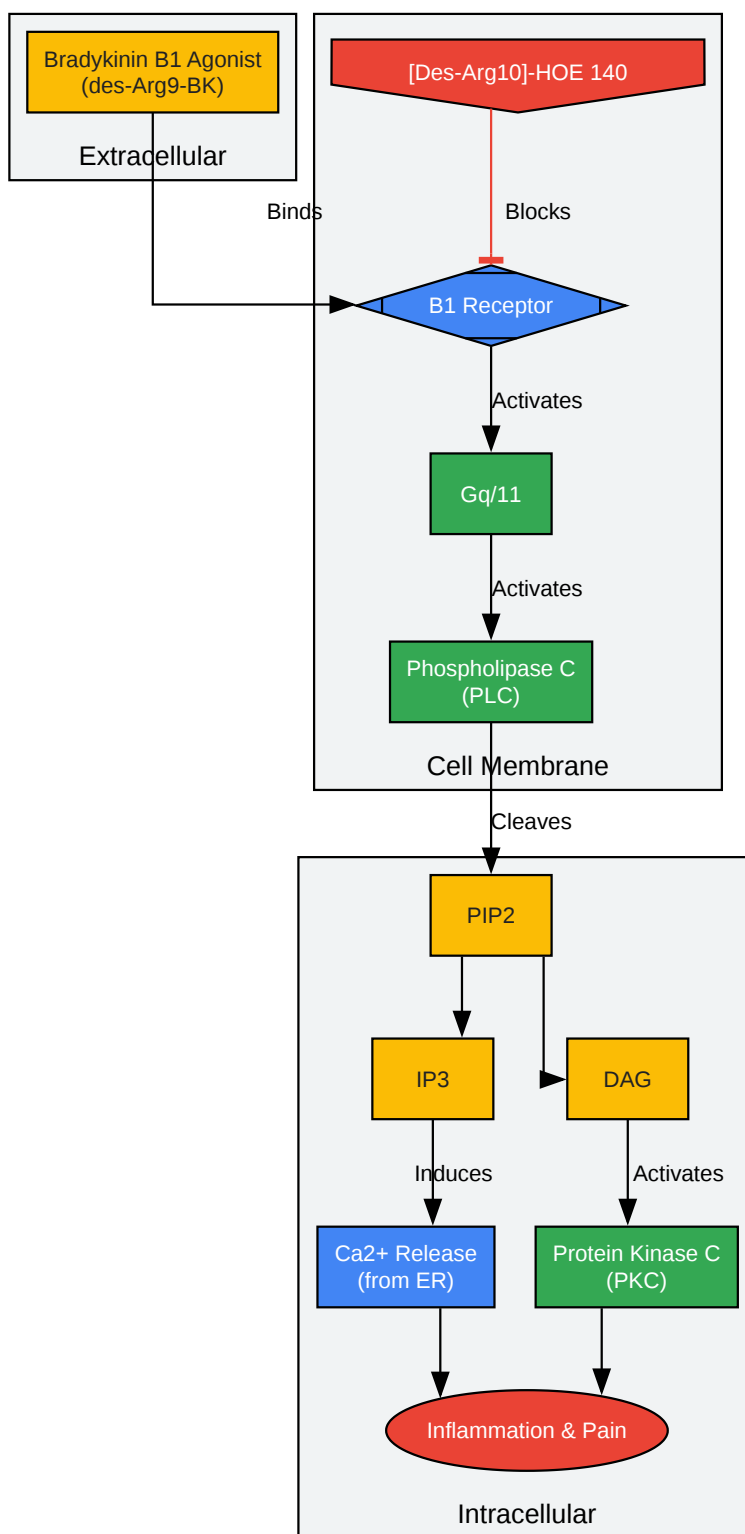 Bradykinin B1 Agonist
(des-Arg9-BK)
Extracellular
[Des-Arg10]-HOE 140
Binds
Blocks
B1 Receptor
Activates
Gq/11
Activates
Phospholipase C
(PLC)
Cell Membrane
Cleaves
PIP2
IP3
DAG
Induces
Activates
Ca2+ Release
(from ER)
Protein Kinase C
(PKC)
Inflammation & Pain
Intracellular